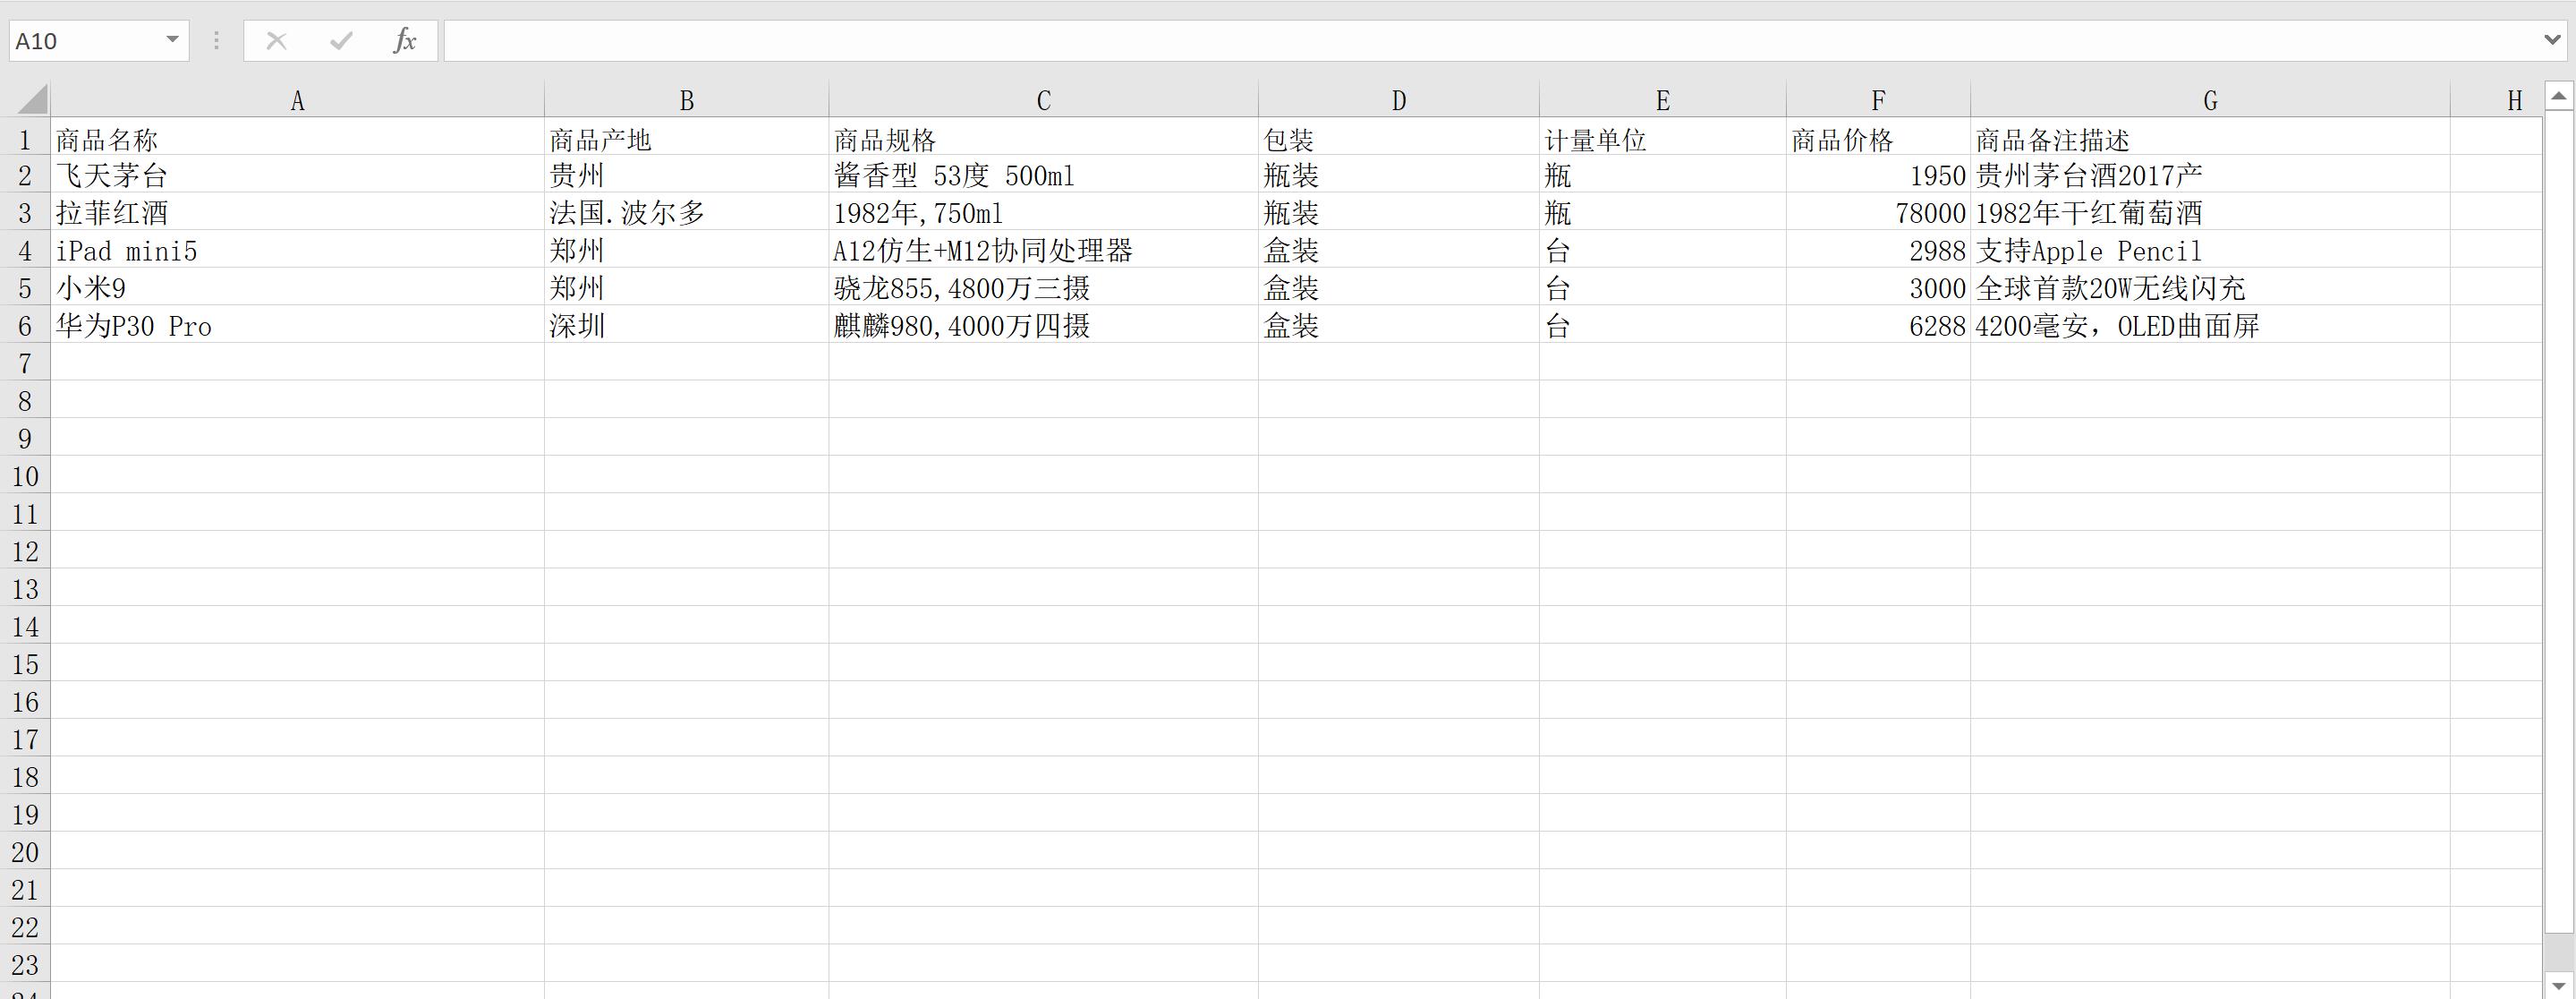 A10
fx
A B C D E F G H
1 商品名称 商品产地 商品规格 包装 计量单位 商品价格 商品备注描述
2 飞天茅台 贵州 酱香型 53度 500ml 瓶装 瓶 1950 贵州茅台酒2017产
3 拉菲红酒 法国.波尔多 1982年,750ml 瓶装 瓶 78000 1982年干红葡萄酒
4 iPad mini5 郑州 A12仿生+M12协同处理器 盒装 台 2988 支持Apple Pencil
5 小米9 郑州 骁龙855,4800万三摄 盒装 台 3000 全球首款20W无线闪充
6 华为P30 Pro 深圳 麒麟980,4000万四摄 盒装 台 6288 4200毫安，OLED曲面屏
7
8
9
10
11
12
13
14
15
16
17
18
19
20
21
22
23